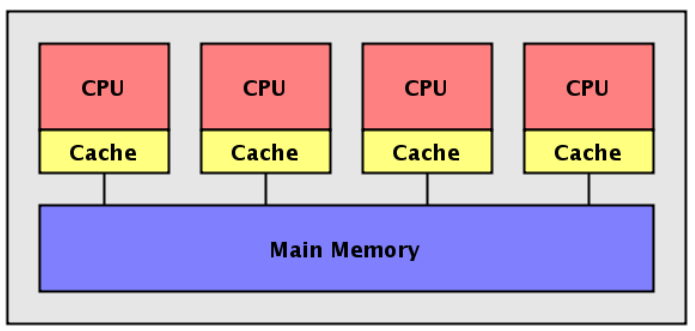 CPU CPU CPU CPU
Cache Cache Cache Cache
Main Memory